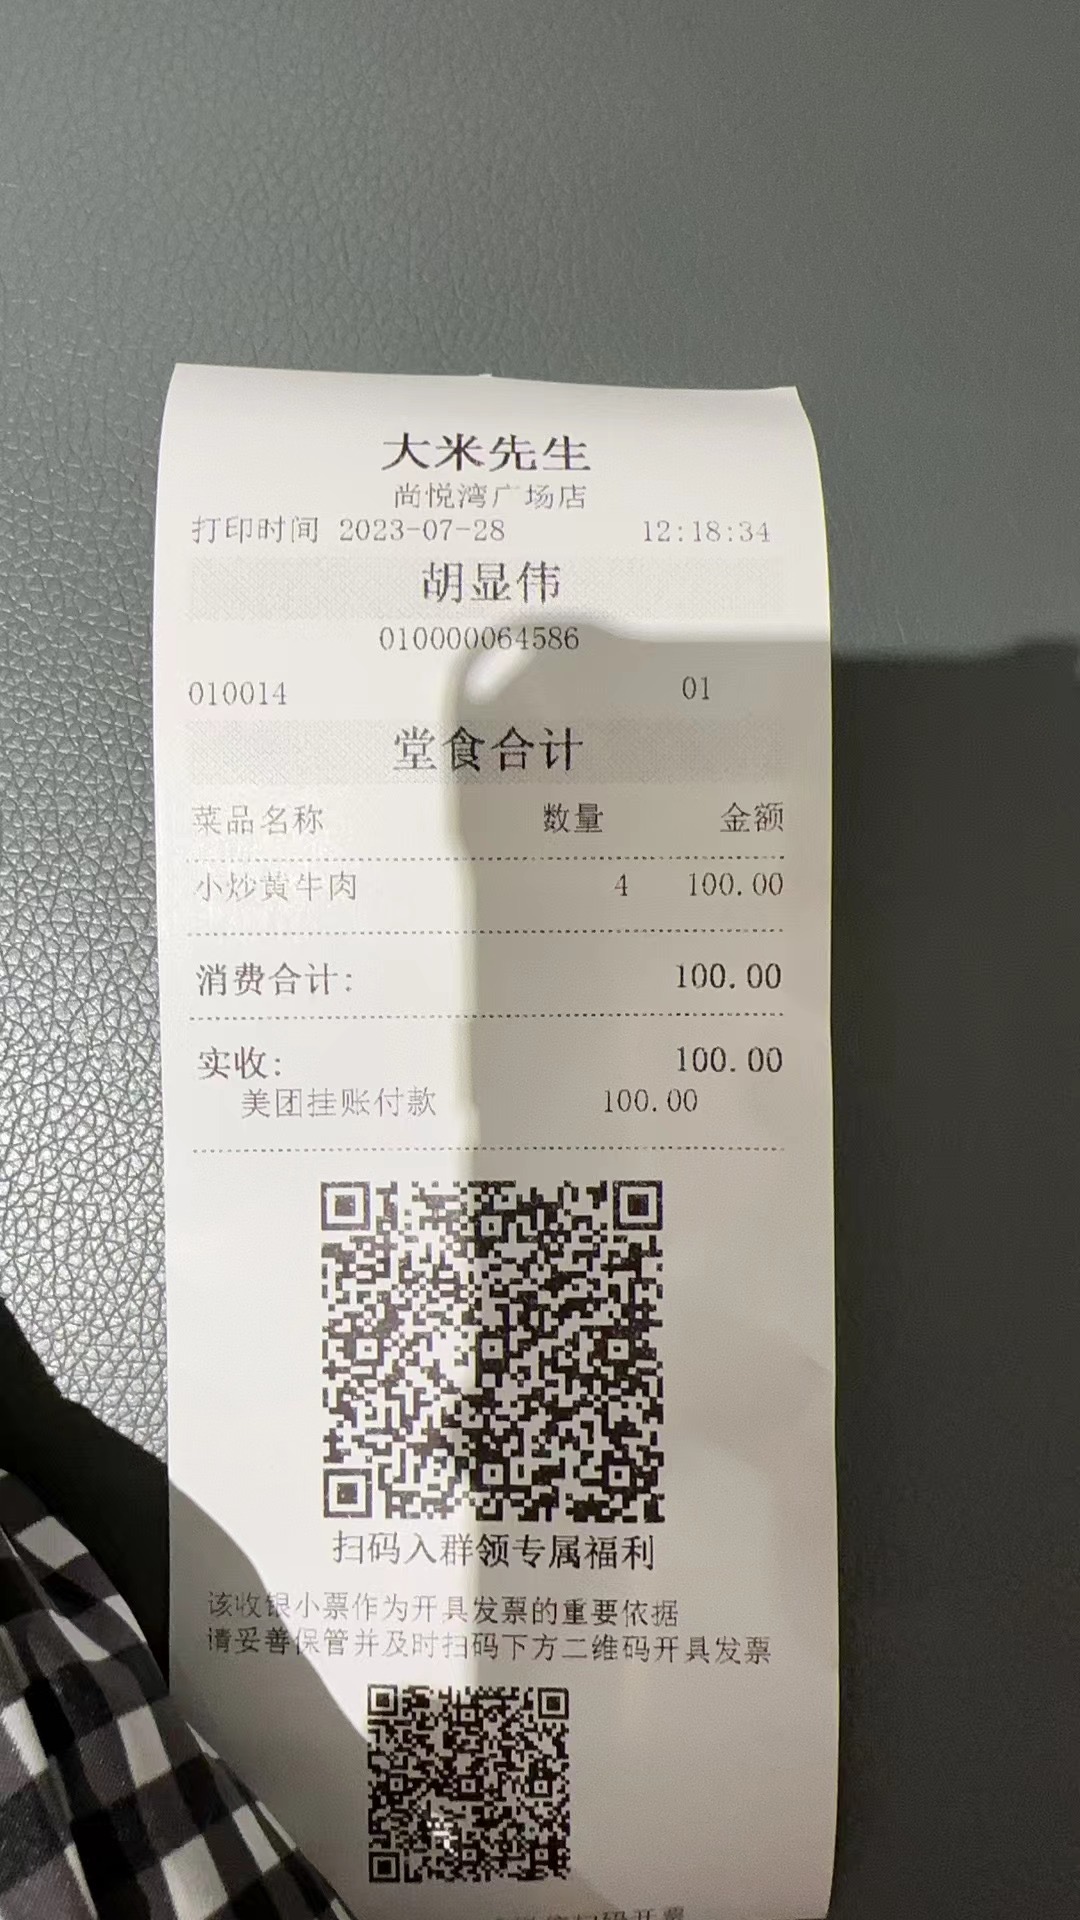 大米先生
尚悦湾广场店
打印时间 2023-07-28 12:18:34
胡显伟
010000064586
010014 01
堂食合计
菜品名称 数量 金额
小炒黄牛肉 4 100.00
消费合计: 100.00
实收: 100.00
美团挂账付款 100.00
扫码入群领专属福利
该收银小票作为开具发票的重要依据
请妥善保管并及时扫码下方二维码开具发票
扫码开票